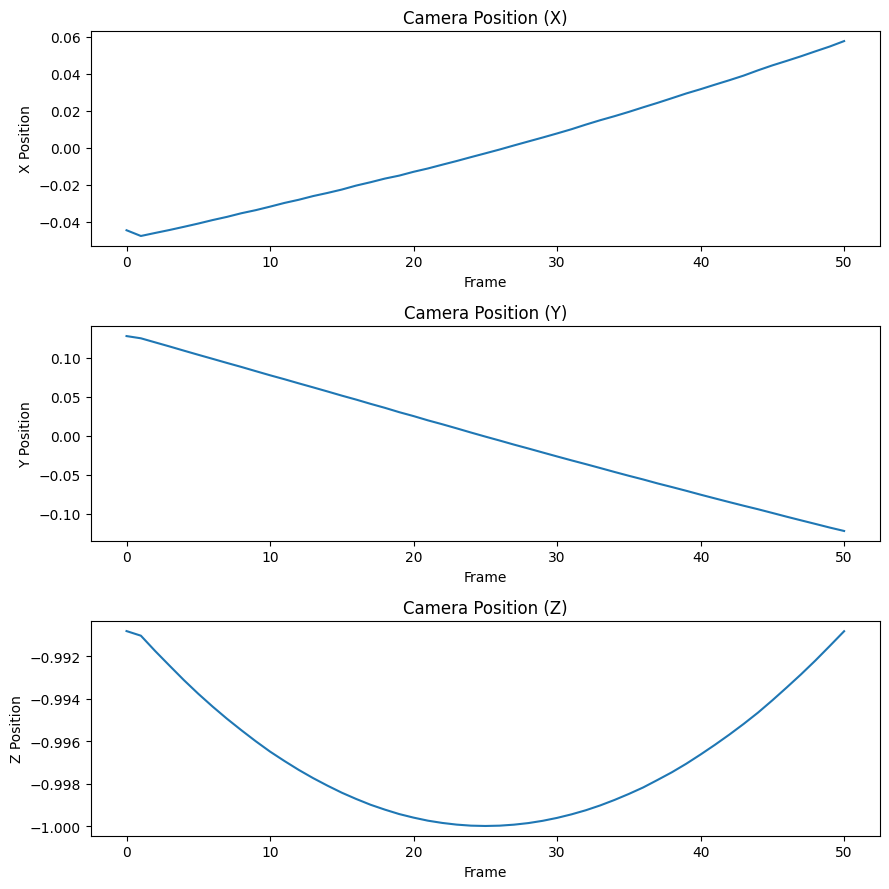 Camera Position (X)
0.06
0.04
0.02
0.00
−0.02
−0.04
X Position
0 10 20 30 40 50
Frame
Camera Position (Y)
0.10
0.05
0.00
−0.05
−0.10
Y Position
0 10 20 30 40 50
Frame
Camera Position (Z)
−0.992
−0.994
−0.996
−0.998
−1.000
Z Position
0 10 20 30 40 50
Frame